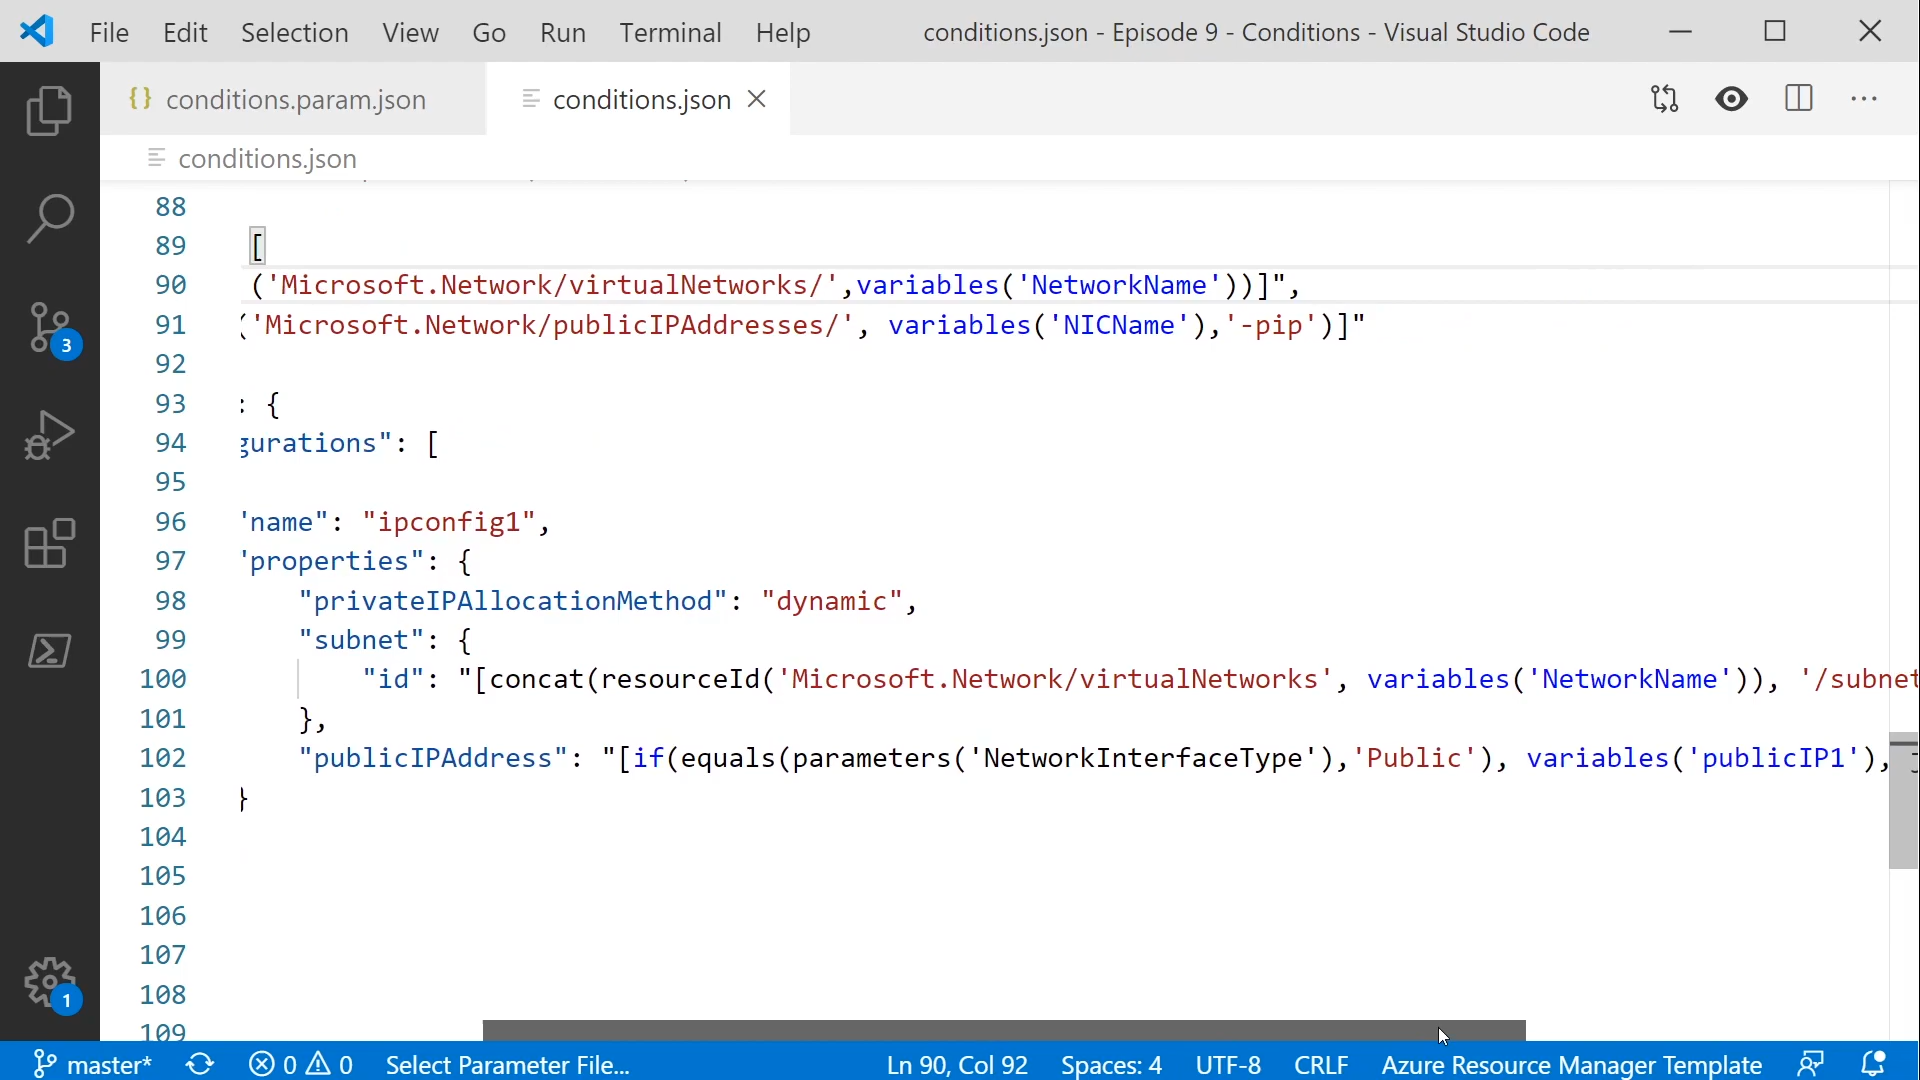 File Edit Selection View Go Run Terminal Help conditions.json - Episode 9 - Conditions - Visual Studio Code
{} conditions.param.json conditions.json
conditions.json
88
89 [
90 ('Microsoft.Network/virtualNetworks/',variables('NetworkName'))]",
91 ('Microsoft.Network/publicIPAddresses/', variables('NICName'),'-pip')]"
92
93 : {
94 gurations": [
95
96 "name": "ipconfig1",
97 "properties": {
98 "privateIPAllocationMethod": "dynamic",
99 "subnet": {
100 "id": "[concat(resourceId('Microsoft.Network/virtualNetworks', variables('NetworkName')), '/subnet
101 },
102 "publicIPAddress": "[if(equals(parameters('NetworkInterfaceType'),'Public'), variables('publicIP1'),
103 }
104
105
106
107
108
109
3
1
master* 0 0 Select Parameter File... Ln 90, Col 92 Spaces: 4 UTF-8 CRLF Azure Resource Manager Template